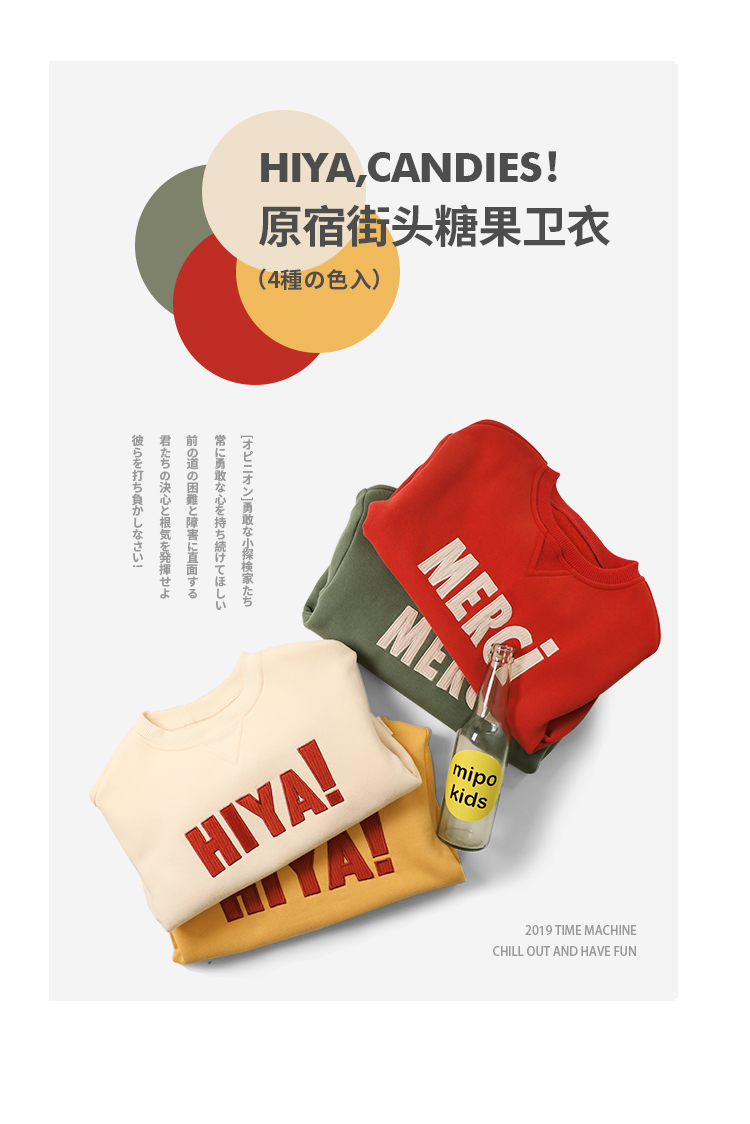 HIYA,CANDIES!
原宿街头糖果卫衣
（4種の色入）
[オピニオン]勇敢な小探検家たち
常に勇敢な心を持ち続けてほしい
前の道の困難と障害に直面する
君たちの決心と根気を発揮せよ
彼らを打ち負かしなさい！
MERCi
MERC
HIYA!
HIYA!
mipo
kids
2019 TIME MACHINE
CHILL OUT AND HAVE FUN